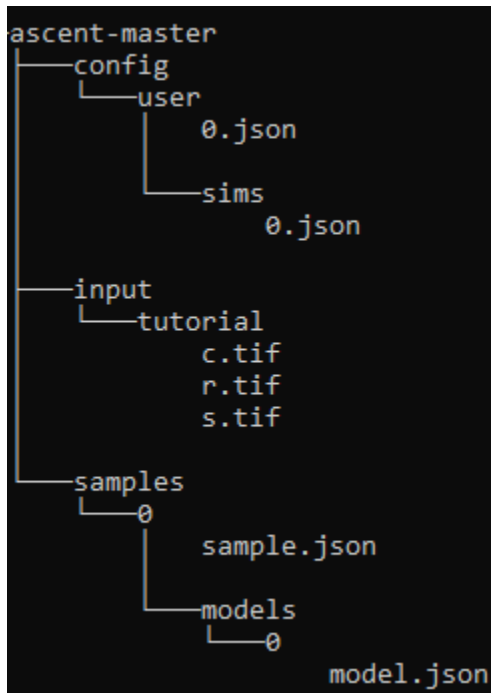 ascent-master
config
user
0.json
sims
0.json
input
tutorial
c.tif
r.tif
s.tif
samples
0
sample.json
models
0
model.json